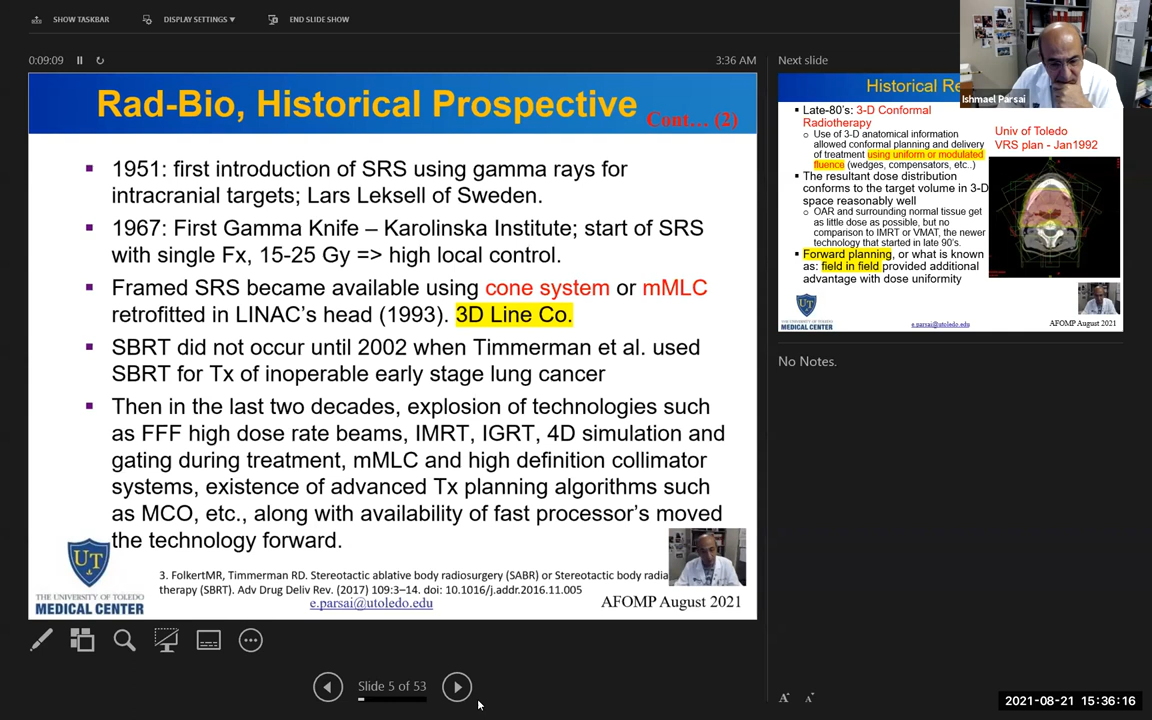 SHOW TASKBAR
DISPLAY SETTINGS ▼
END SLIDE SHOW
0:09:09
3:36 AM
Rad-Bio, Historical Prospective
Cont… (2)
▪ 1951: first introduction of SRS using gamma rays for
intracranial targets; Lars Leksell of Sweden.
▪ 1967: First Gamma Knife – Karolinska Institute; start of SRS
with single Fx, 15-25 Gy => high local control.
▪ Framed SRS became available using cone system or mMLC
retrofitted in LINAC's head (1993). 3D Line Co.
▪ SBRT did not occur until 2002 when Timmerman et al. used
SBRT for Tx of inoperable early stage lung cancer
▪ Then in the last two decades, explosion of technologies such
as FFF high dose rate beams, IMRT, IGRT, 4D simulation and
gating during treatment, mMLC and high definition collimator
systems, existence of advanced Tx planning algorithms such
as MCO, etc., along with availability of fast processor's moved
the technology forward.
3. FolkertMR, Timmerman RD. Stereotactic ablative body radiosurgery (SABR) or Stereotactic body radia
therapy (SBRT). Adv Drug Deliv Rev. (2017) 109:3–14. doi: 10.1016/j.addr.2016.11.005
UT
THE UNIVERSITY OF TOLEDO
MEDICAL CENTER
e.parsai@utoledo.edu
AFOMP August 2021
Slide 5 of 53
Next slide
Ishmael Parsai
Historical Re
▪ Late-80's: 3-D Conformal
Radiotherapy
o Use of 3-D anatomical information
allowed conformal planning and delivery
of treatment using uniform or modulated
fluence (wedges, compensators, etc..)
▪ The resultant dose distribution
conforms to the target volume in 3-D
space reasonably well
o OAR and surrounding normal tissue get
as little dose as possible, but no
comparison to IMRT or VMAT, the newer
technology that started in late 90's.
▪ Forward planning, or what is known
as: field in field provided additional
advantage with dose uniformity
Univ of Toledo
VRS plan - Jan1992
UT
THE UNIVERSITY OF TOLEDO
MEDICAL CENTER
e.parsai@utoledo.edu
AFOMP August 2021
No Notes.
A A
2021-08-21 15:36:16